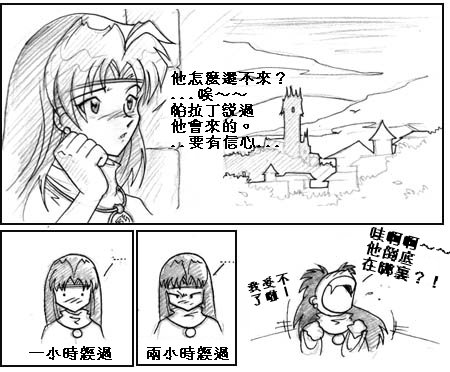 他怎麼還不來？
...唉～～
帕拉丁說過
他會來的。
..要有信心...
....
一小時經過
....
兩小時經過
哇啊啊~~
他倒底
在哪裏？！
我受不
了啦！